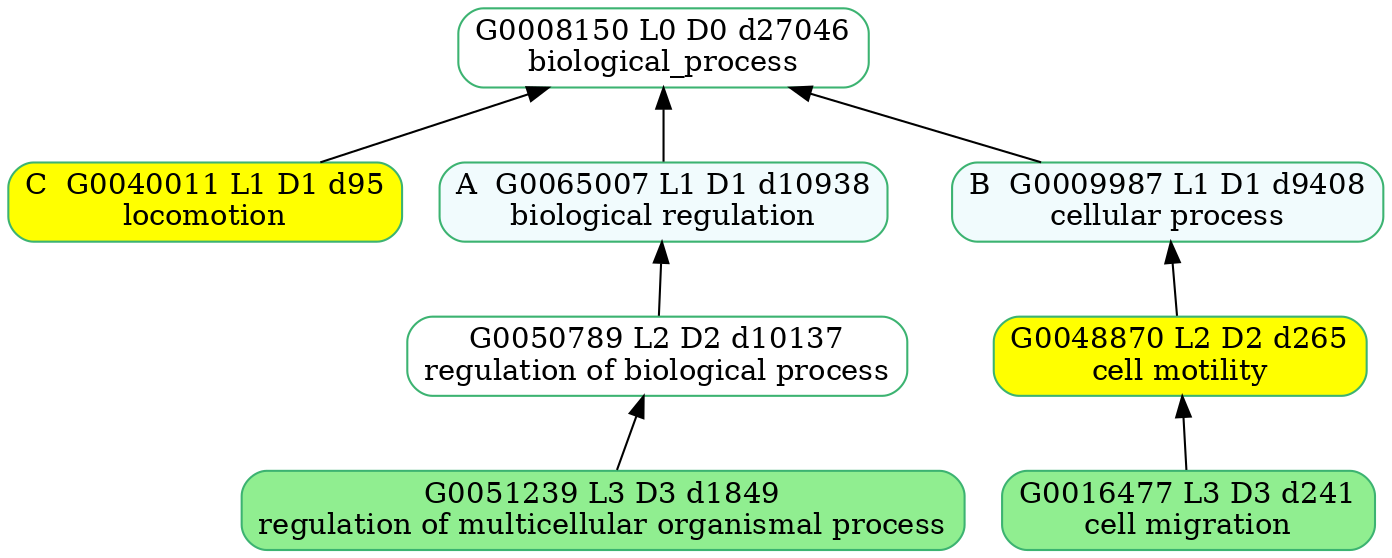 G0008150 L0 D0 d27046
biological_process
C  G0040011 L1 D1 d95
locomotion
A  G0065007 L1 D1 d10938
biological regulation
B  G0009987 L1 D1 d9408
cellular process
G0050789 L2 D2 d10137
regulation of biological process
G0048870 L2 D2 d265
cell motility
G0051239 L3 D3 d1849
regulation of multicellular organismal process
G0016477 L3 D3 d241
cell migration